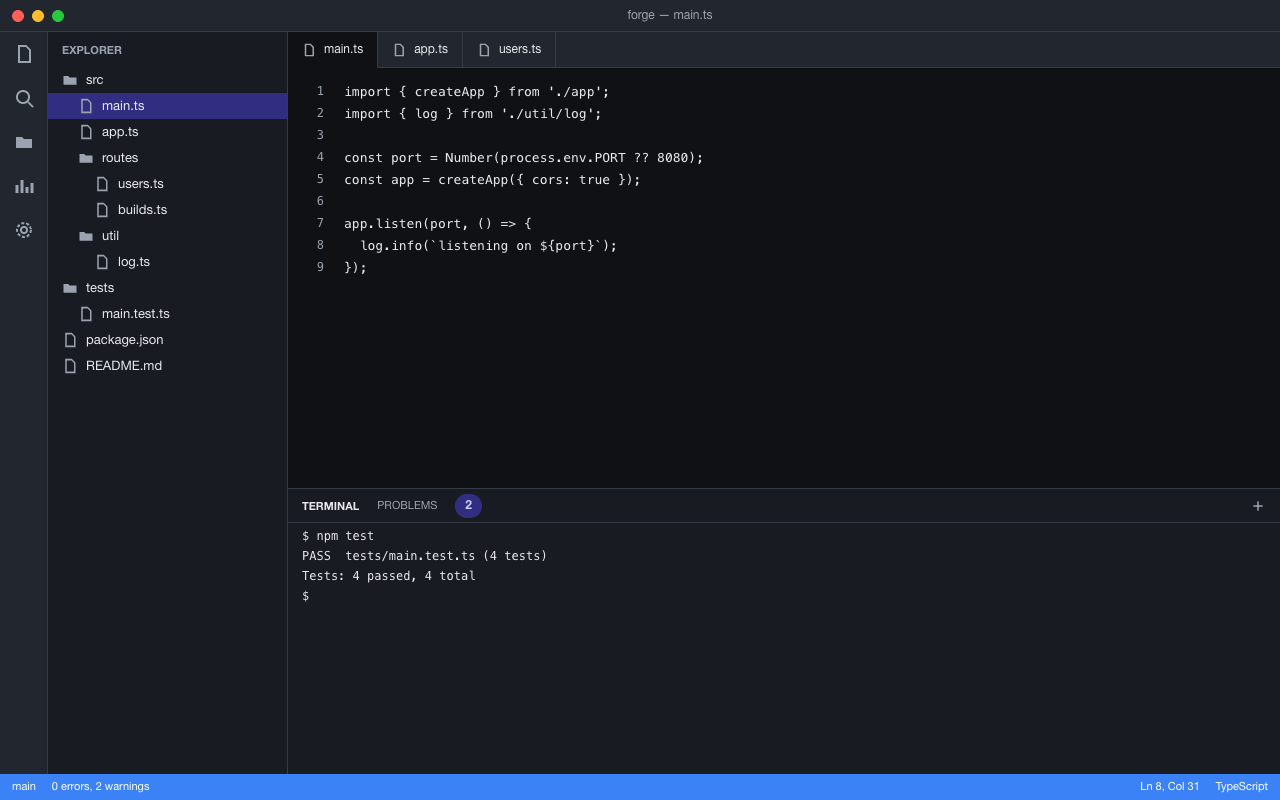 forge — main.ts
EXPLORER
src
main.ts
app.ts
routes
users.ts
builds.ts
util
log.ts
tests
main.test.ts
package.json
README.md
main.ts app.ts users.ts
1 import { createApp } from './app';
2 import { log } from './util/log';
3
4 const port = Number(process.env.PORT ?? 8080);
5 const app = createApp({ cors: true });
6
7 app.listen(port, () => {
8   log.info(`listening on ${port}`);
9 });
TERMINAL PROBLEMS 2 +
$ npm test
PASS  tests/main.test.ts (4 tests)
Tests: 4 passed, 4 total
$
main 0 errors, 2 warnings Ln 8, Col 31 TypeScript